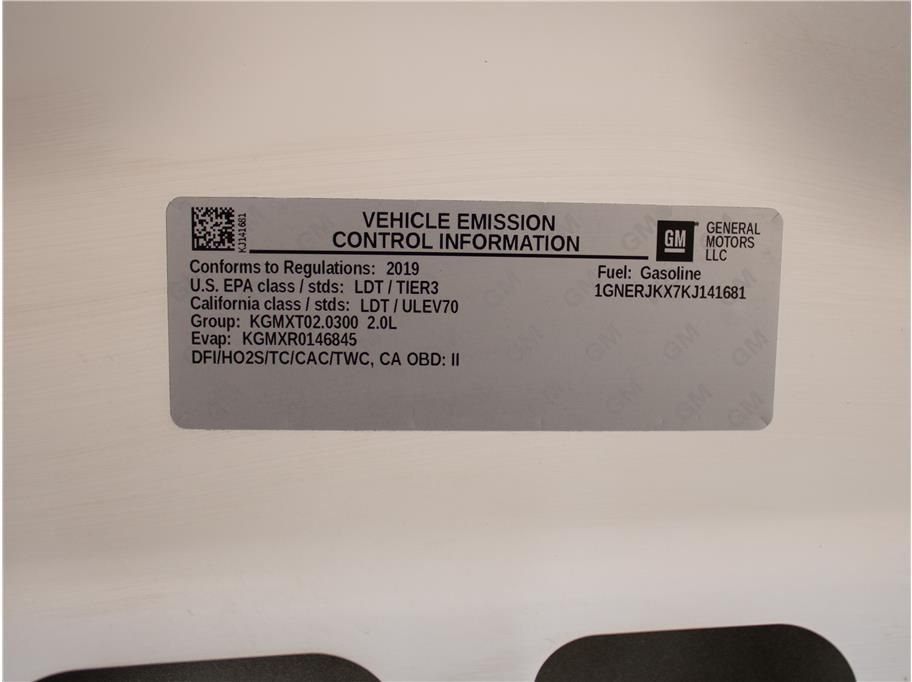 KJ141681
VEHICLE EMISSION
CONTROL INFORMATION
GM
GENERAL
MOTORS
LLC
Conforms to Regulations: 2019
U.S. EPA class / stds: LDT / TIER3
California class / stds: LDT / ULEV70
Group: KGMXT02.0300 2.0L
Evap: KGMXR0146845
DFI/HO2S/TC/CAC/TWC, CA OBD: II
Fuel: Gasoline
1GNERJKX7KJ141681